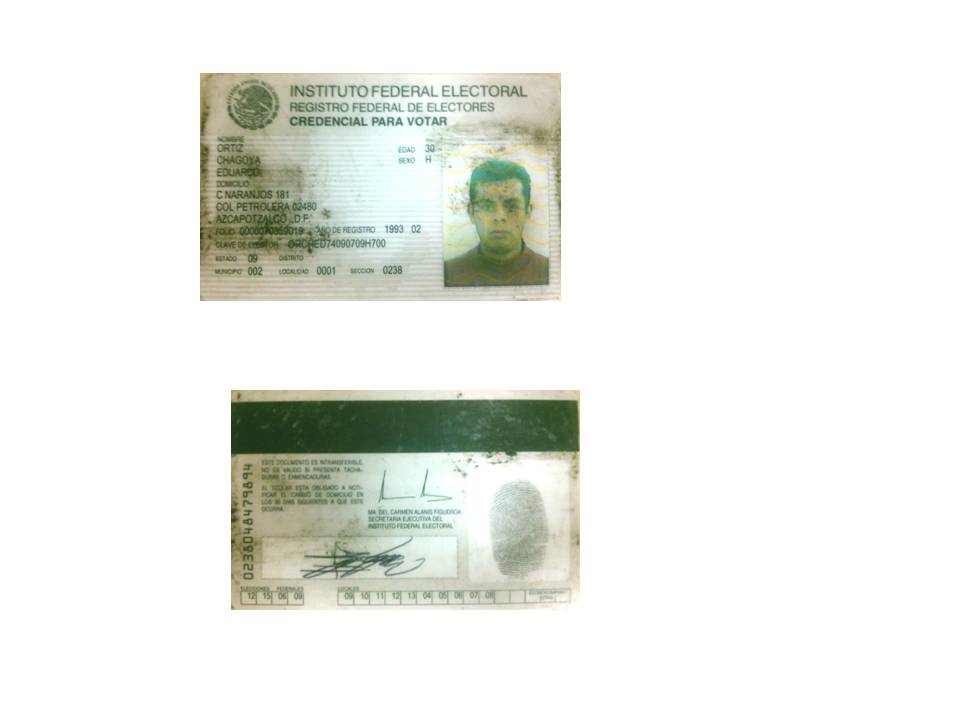 INSTITUTO FEDERAL ELECTORAL
REGISTRO FEDERAL DE ELECTORES
CREDENCIAL PARA VOTAR
NOMBRE
ORTIZ
CHAGOYA
EDUARDO
EDAD 30
SEXO H
DOMICILIO
C NARANJOS 181
COL PETROLERA 02480
AZCAPOTZALCO ,D.F.
FOLIO AÑO DE REGISTRO 1993 02
CLAVE DE ELECTOR ORCHED74090709H700
ESTADO 09 DISTRITO
MUNICIPIO 002 LOCALIDAD 0001 SECCION 0238
ESTE DOCUMENTO ES INTRANSFERIBLE,
NO ES VALIDO SI PRESENTA TACHA-
DURAS O ENMENDADURAS.
EL TITULAR ESTA OBLIGADO A NOTI-
FICAR EL CAMBIO DE DOMICILIO EN
LOS 30 DIAS SIGUIENTES A QUE ESTE
OCURRA.
MA. DEL CARMEN ALANIS FIGUEROA
SECRETARIA EJECUTIVA DEL
INSTITUTO FEDERAL ELECTORAL
ELECCIONES FEDERALES
12 15 06 09
LOCALES
09 10 11 12 13 04 05 06 07 08